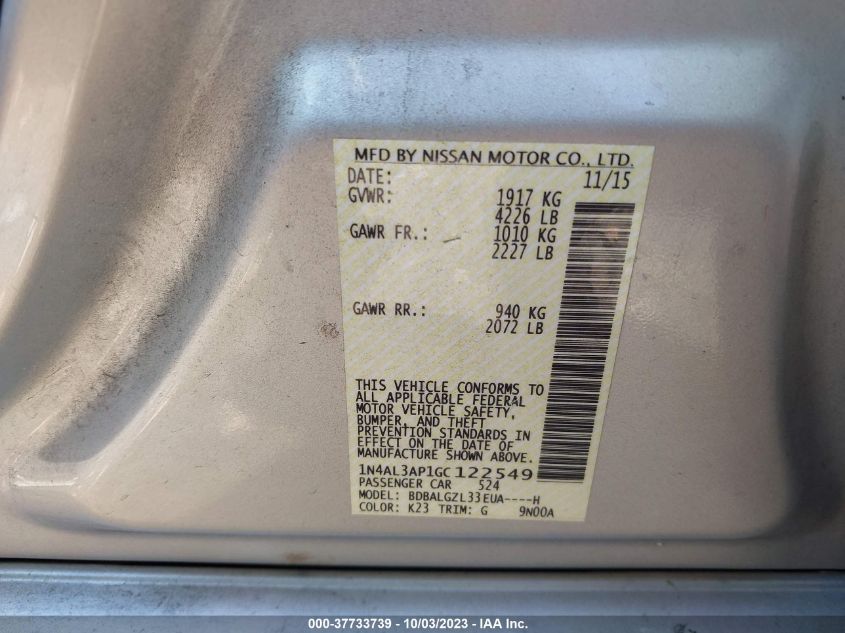 MFD BY NISSAN MOTOR CO., LTD.
DATE: 11/15
GVWR: 1917 KG
4226 LB
GAWR FR.: 1010 KG
2227 LB
GAWR RR.: 940 KG
2072 LB
THIS VEHICLE CONFORMS TO
ALL APPLICABLE FEDERAL
MOTOR VEHICLE SAFETY,
BUMPER, AND THEFT
PREVENTION STANDARDS IN
EFFECT ON THE DATE OF
MANUFACTURE SHOWN ABOVE.
1N4AL3AP1GC122549
PASSENGER CAR 524
MODEL: BDBALGZL33EUA----H
COLOR: K23 TRIM: G 9N00A
000-37733739 - 10/03/2023 - IAA Inc.